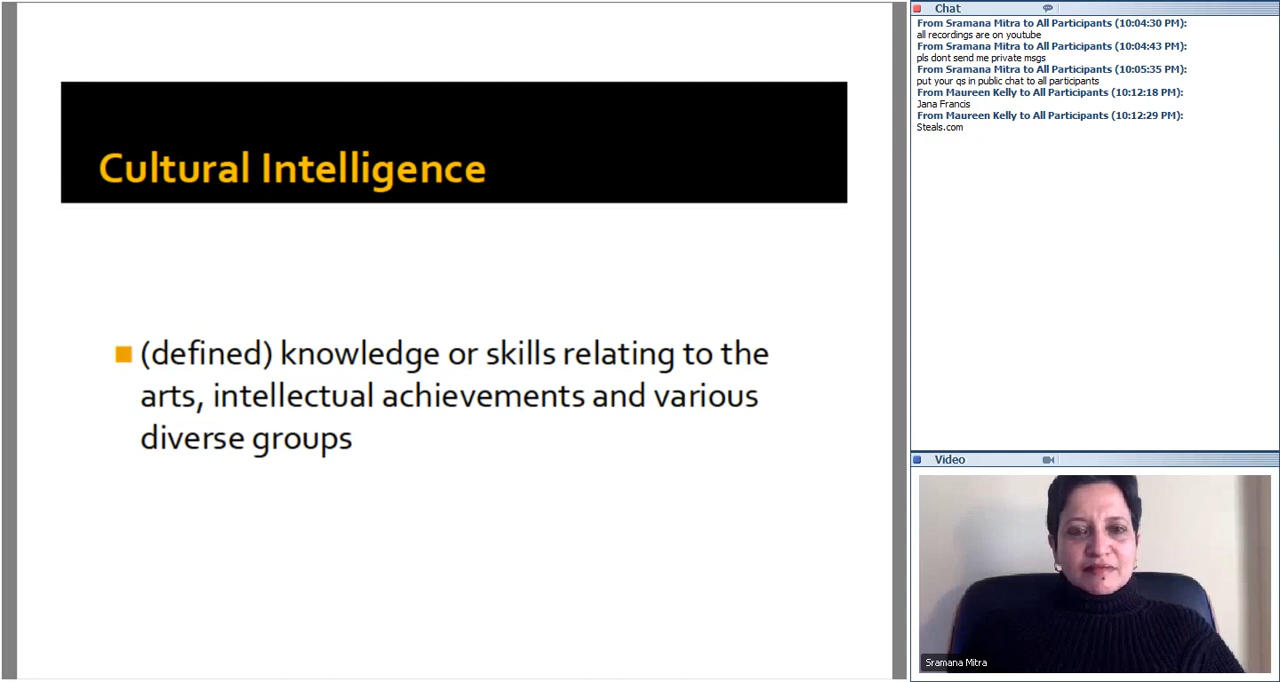 Cultural Intelligence
(defined) knowledge or skills relating to the
arts, intellectual achievements and various
diverse groups
Chat
From Sramana Mitra to All Participants (10:04:30 PM):
all recordings are on youtube
From Sramana Mitra to All Participants (10:04:43 PM):
pls dont send me private msgs
From Sramana Mitra to All Participants (10:05:35 PM):
put your qs in public chat to all participants
From Maureen Kelly to All Participants (10:12:18 PM):
Jana Francis
From Maureen Kelly to All Participants (10:12:29 PM):
Steals.com
Video
Sramana Mitra